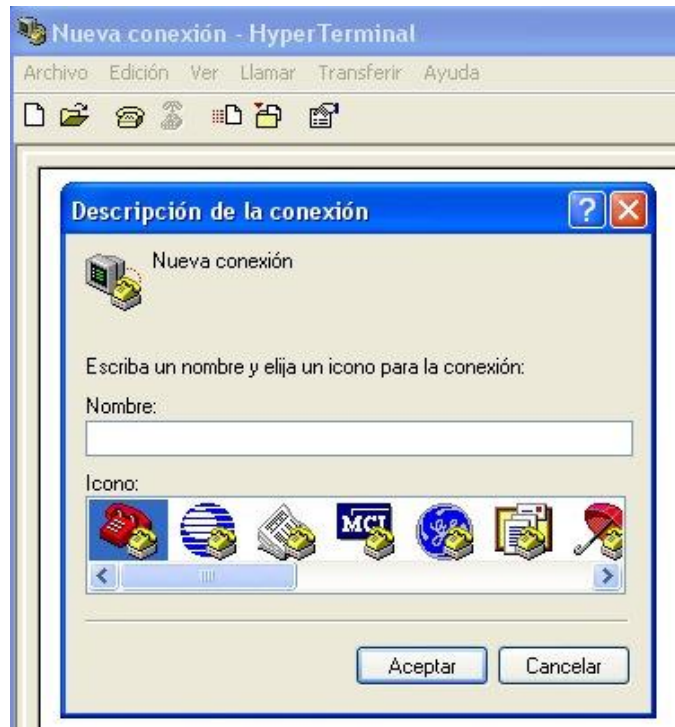 Nueva conexión - HyperTerminal
Archivo Edición Ver Llamar Transferir Ayuda
Descripción de la conexión
Nueva conexión
Escriba un nombre y elija un icono para la conexión:
Nombre:
Icono:
MCI
Aceptar Cancelar